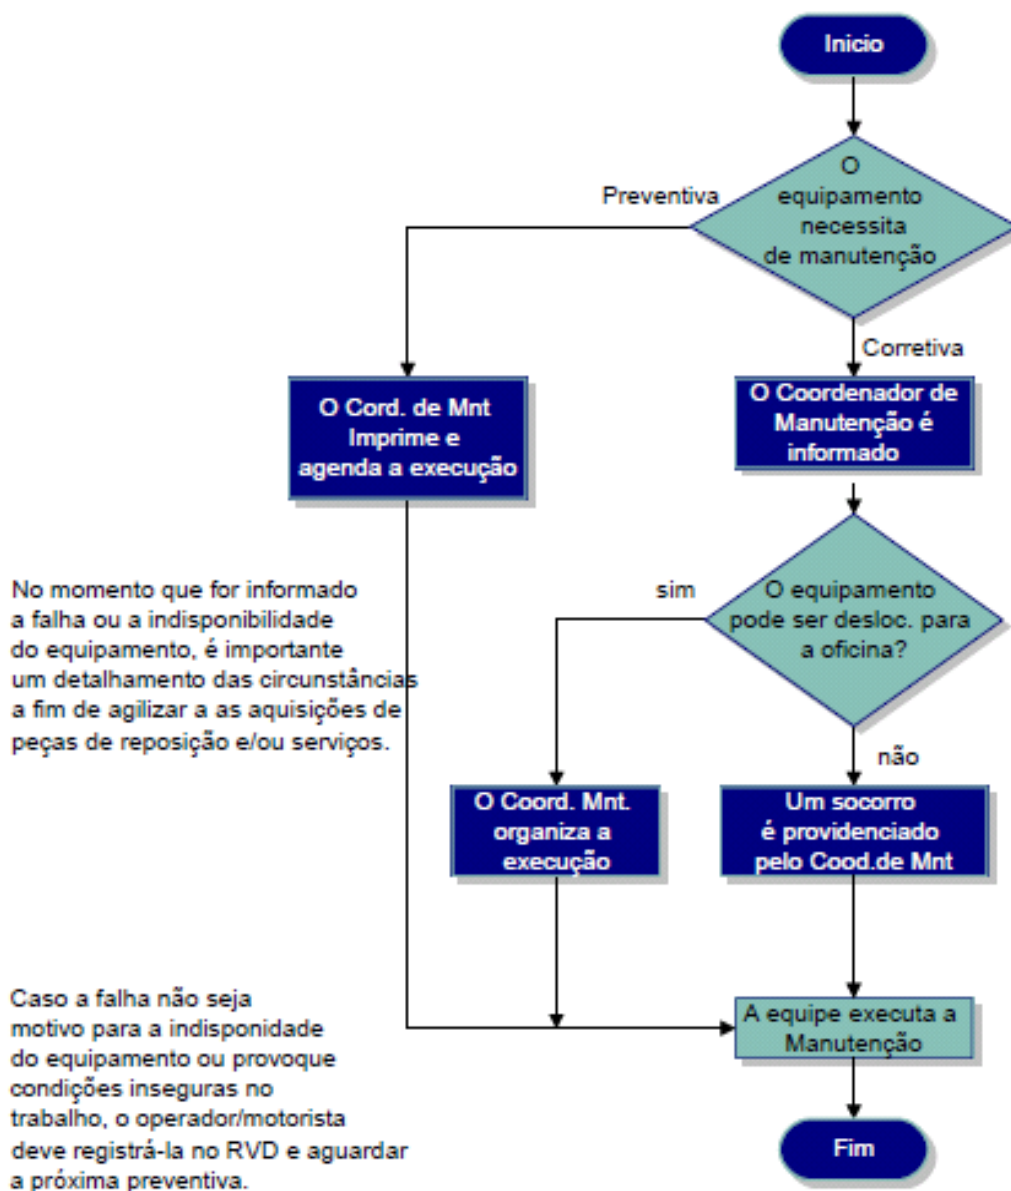 Inicio
O
equipamento
necessita
de manutenção
Preventiva
Corretiva
O Cord. de Mnt
Imprime e
agenda a execução
O Coordenador de
Manutenção é
informado
No momento que for informado
a falha ou a indisponibilidade
do equipamento, é importante
um detalhamento das circunstâncias
a fim de agilizar a as aquisições de
peças de reposição e/ou serviços.
sim
O equipamento
pode ser desloc. para
a oficina?
não
O Coord. Mnt.
organiza a
execução
Um socorro
é providenciado
pelo Cood.de Mnt
Caso a falha não seja
motivo para a indisponidade
do equipamento ou provoque
condições inseguras no
trabalho, o operador/motorista
deve registrá-la no RVD e aguardar
a próxima preventiva.
A equipe executa a
Manutenção
Fim